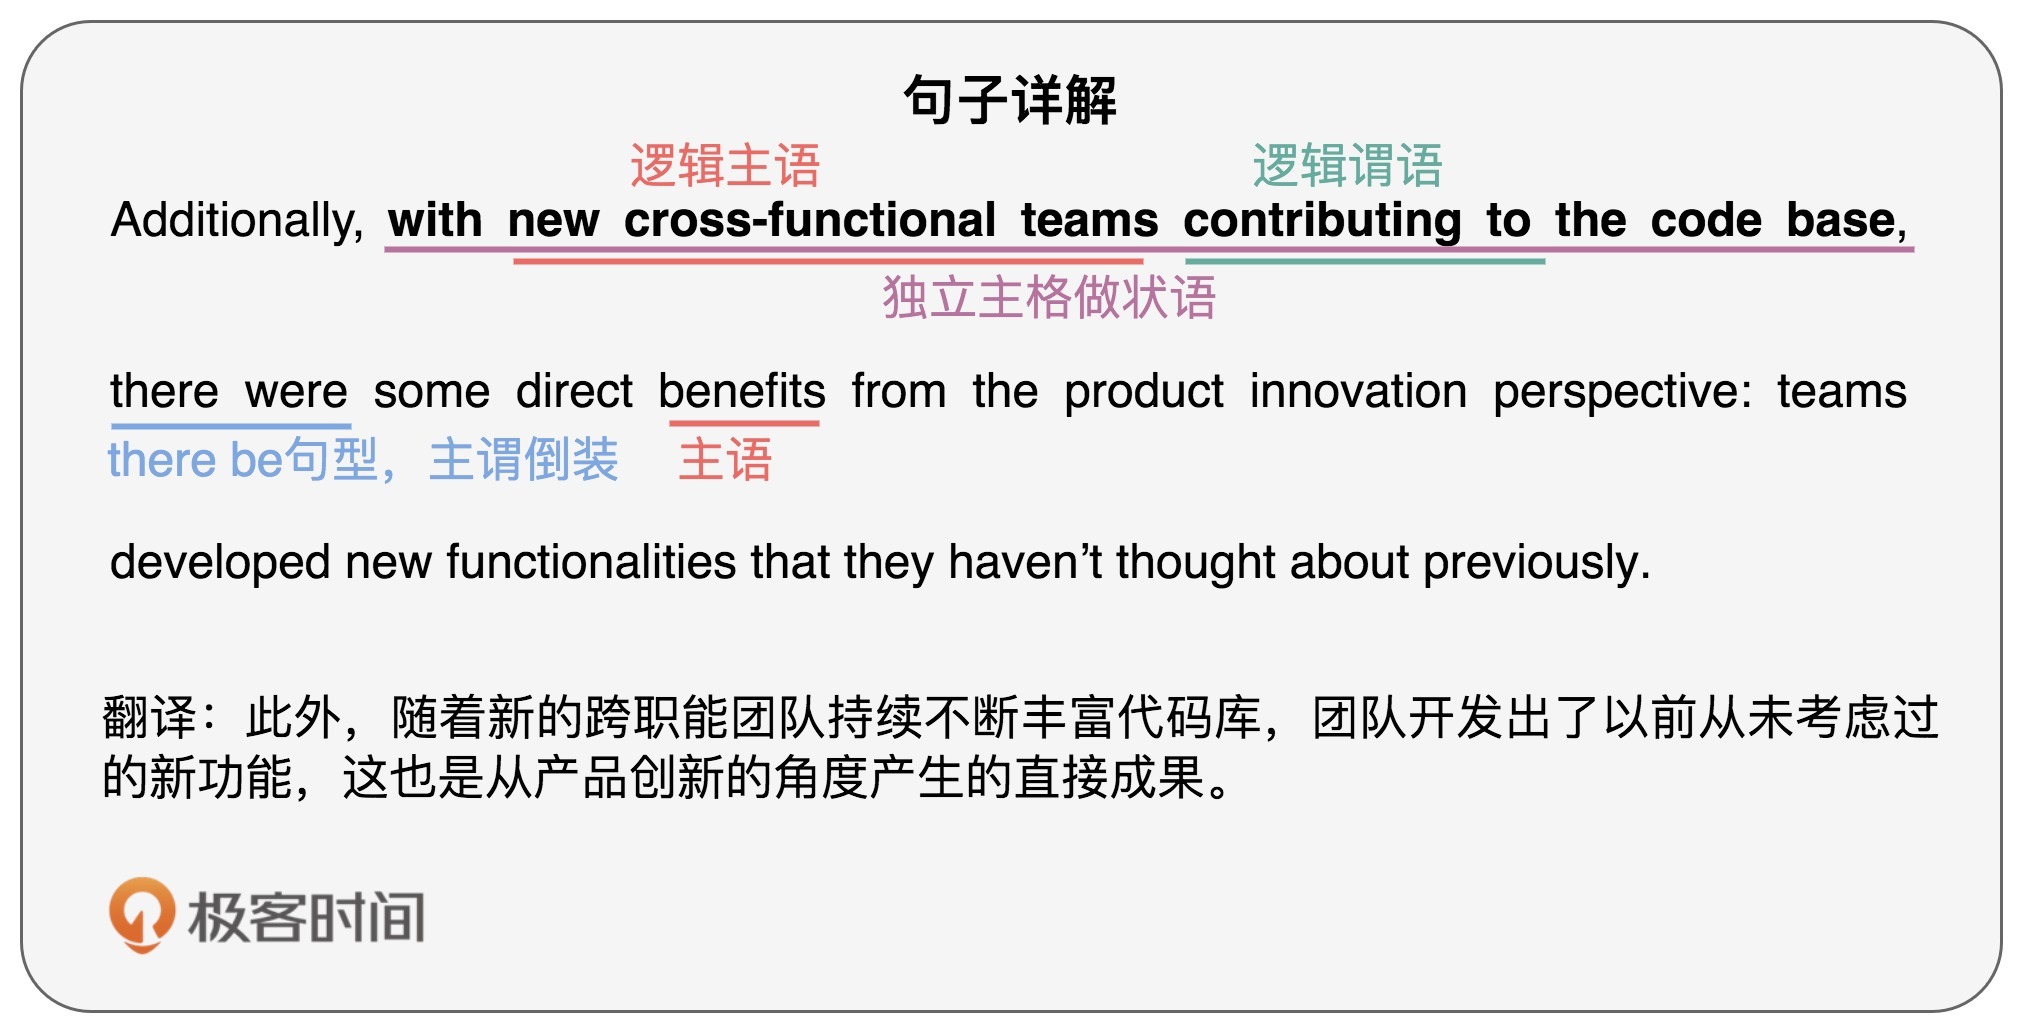 句子详解
逻辑主语 逻辑谓语
Additionally, with new cross-functional teams contributing to the code base,
独立主格做状语
there were some direct benefits from the product innovation perspective: teams
there be句型，主谓倒装 主语
developed new functionalities that they haven’t thought about previously.
翻译：此外，随着新的跨职能团队持续不断丰富代码库，团队开发出了以前从未考虑过
的新功能，这也是从产品创新的角度产生的直接成果。
极客时间